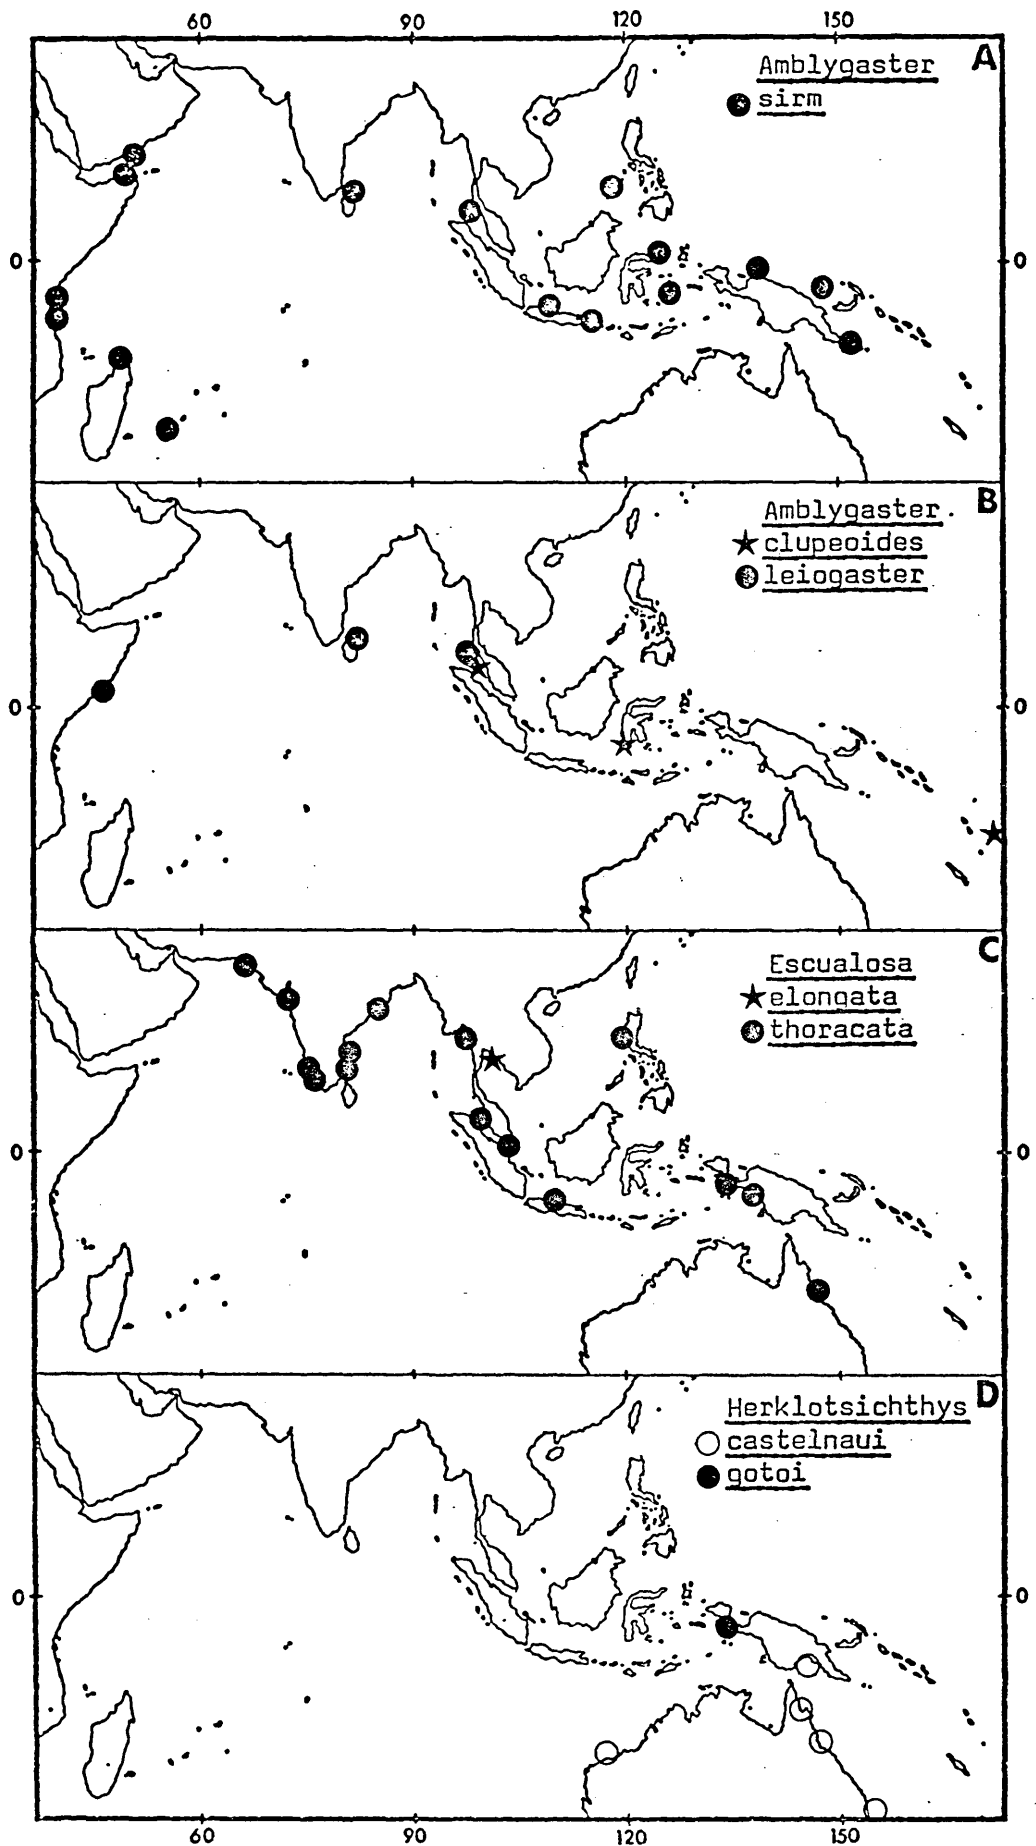 60 90 120 150
A
Amblygaster
sirm
0 0
B
Amblygaster.
clupeoides
leiogaster
0 0
C
Escualosa
elongata
thoracata
0 0
D
Herklotsichthys
castelnaui
gotoi
0 0
60 90 120 150